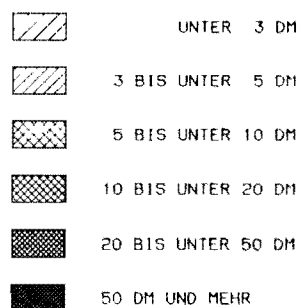 UNTER 3 DM
3 BIS UNTER 5 DM
5 BIS UNTER 10 DM
10 BIS UNTER 20 DM
20 BIS UNTER 50 DM
50 DM UND MEHR